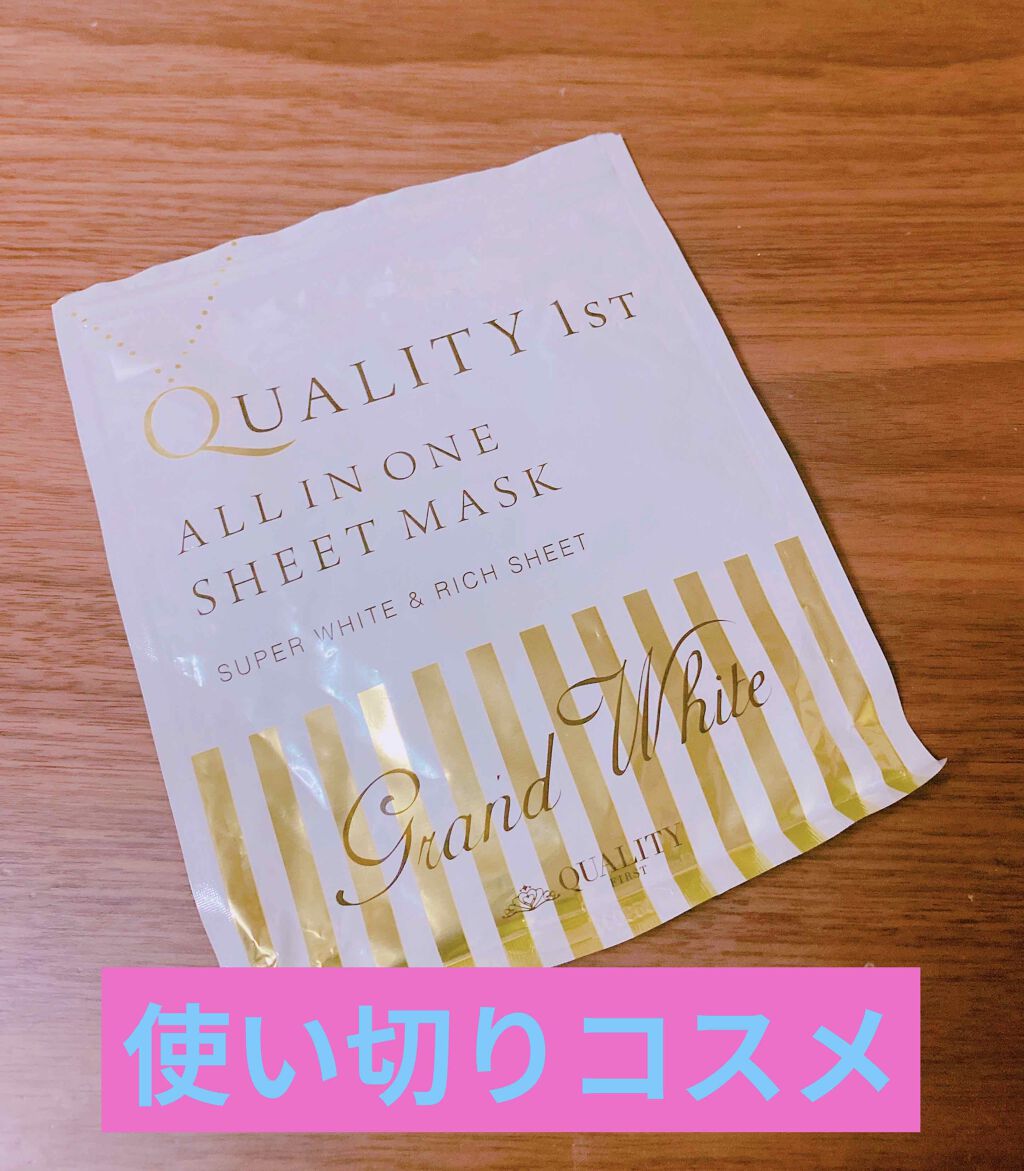 QUALITY 1ST
ALL IN ONE
SHEET MASK
SUPER WHITE & RICH SHEET
Grand White
QUALITY
FIRST
使い切りコスメ